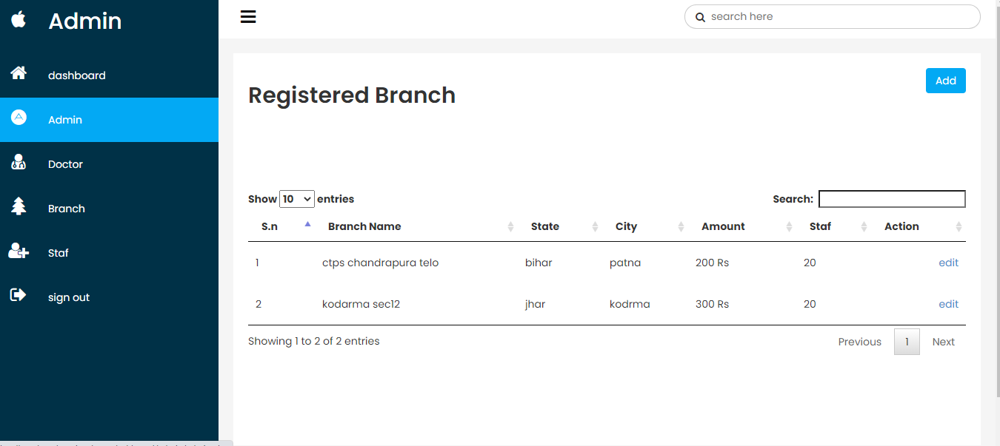 Admin
search here
dashboard
Admin
Doctor
Branch
Staf
sign out
Add
Registered Branch
Show 10 entries
Search:
S.n Branch Name State City Amount Staf Action
1 ctps chandrapura telo bihar patna 200 Rs 20 edit
2 kodarma sec12 jhar kodrma 300 Rs 20 edit
Showing 1 to 2 of 2 entries
Previous 1 Next